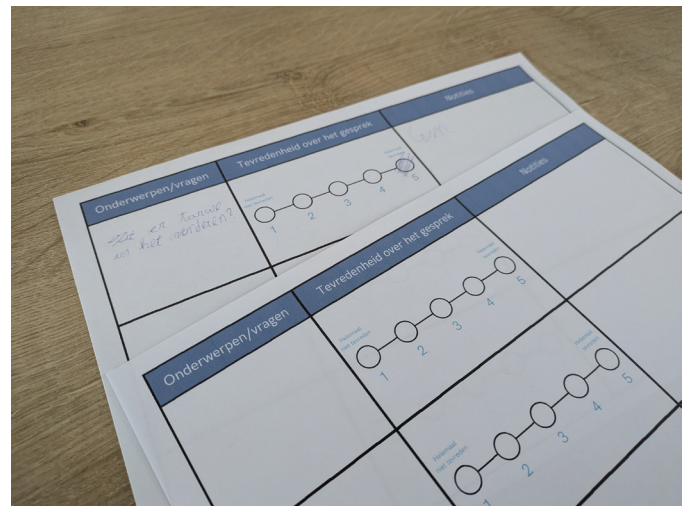 Onderwerpen/vragen
Tevredenheid over het gesprek
Notities
en
het
Helemaal
niet tevreden
Helemaal
tevreden
1 2 3 4 5
Onderwerpen/vragen
Tevredenheid over het gesprek
Notities
Helemaal
niet tevreden
Helemaal
tevreden
1 2 3 4 5
Helemaal
niet tevreden
Helemaal
tevreden
1 2 3 4 5